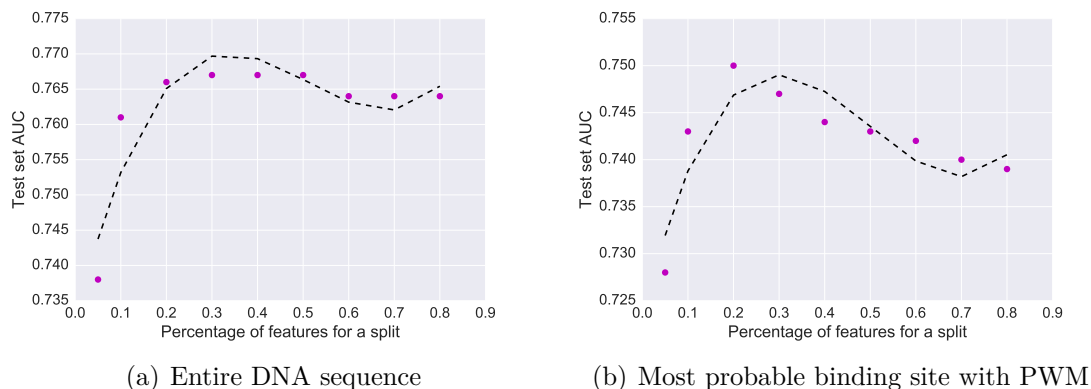 0.775
0.770
0.765
0.760
0.755
0.750
0.745
0.740
0.735
Test set AUC
0.0 0.1 0.2 0.3 0.4 0.5 0.6 0.7 0.8 0.9
Percentage of features for a split
(a) Entire DNA sequence
0.755
0.750
0.745
0.740
0.735
0.730
0.725
Test set AUC
0.0 0.1 0.2 0.3 0.4 0.5 0.6 0.7 0.8 0.9
Percentage of features for a split
(b) Most probable binding site with PWM